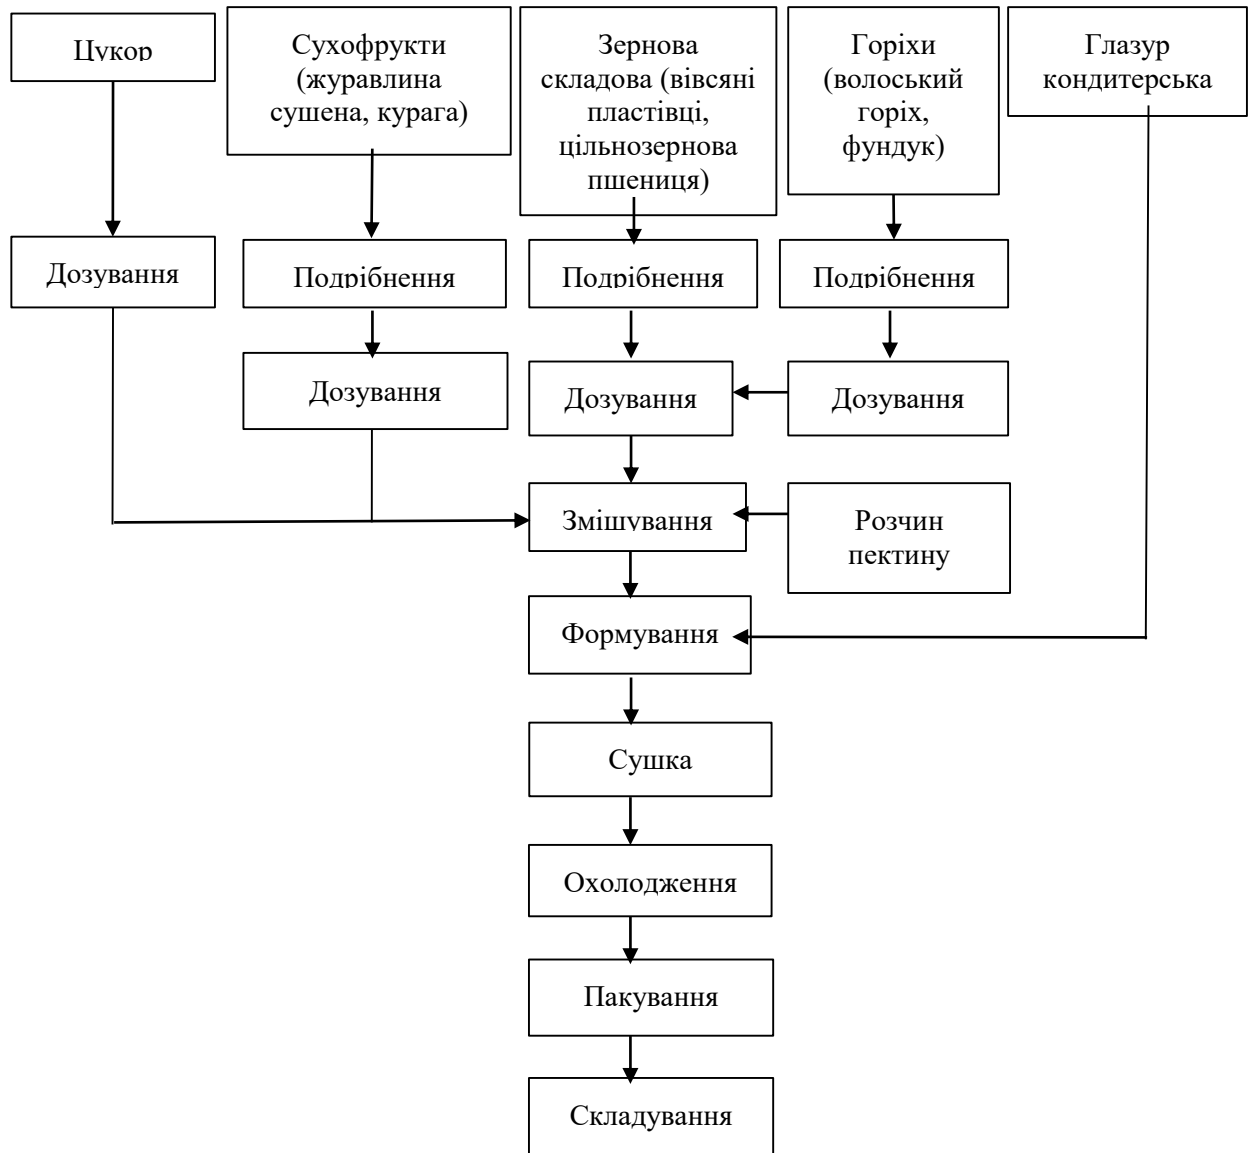 Цукор
Сухофрукти
(журавлина
сушена, курага)
Зернова
складова (вівсяні
пластівці,
цільнозернова
пшениця)
Горіхи
(волоський
горіх,
фундук)
Глазур
кондитерська
Дозування
Подрібнення
Подрібнення
Подрібнення
Дозування
Дозування
Дозування
Змішування
Розчин
пектину
Формування
Сушка
Охолодження
Пакування
Складування